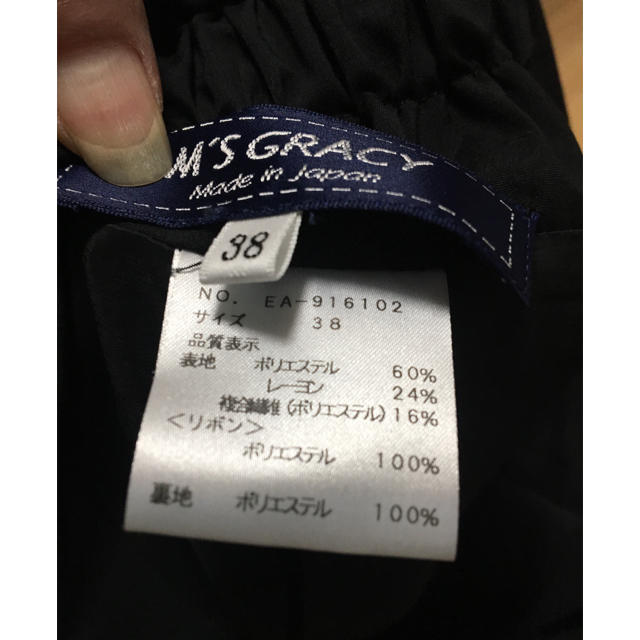 M'S GRACY
Made in Japan
38
NO. EA-916102
サイズ 38
品質表示
表地 ポリエステル 60%
レーヨン 24%
複合繊維(ポリエステル)16%
<リボン>
ポリエステル 100%
裏地 ポリエステル 100%